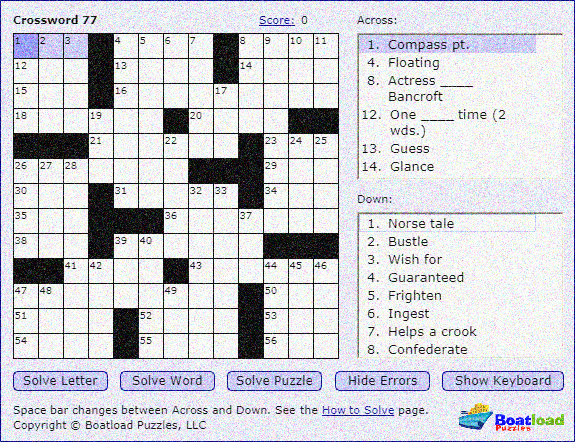 Crossword 77
Score: 0
1 2 3 4 5 6 7 8 9 10 11
12 13 14
15 16 17
18 19 20
21 22 23 24 25
26 27 28 29
30 31 32 33 34
35 36 37
38 39 40
41 42 43 44 45 46
47 48 49 50
51 52 53
54 55 56
Across:
1. Compass pt.
4. Floating
8. Actress ____
Bancroft
12. One ____ time (2
wds.)
13. Guess
14. Glance
Down:
1. Norse tale
2. Bustle
3. Wish for
4. Guaranteed
5. Frighten
6. Ingest
7. Helps a crook
8. Confederate
Solve Letter Solve Word Solve Puzzle Hide Errors Show Keyboard
Space bar changes between Across and Down. See the How to Solve page.
Copyright © Boatload Puzzles, LLC
Boatload
Puzzles